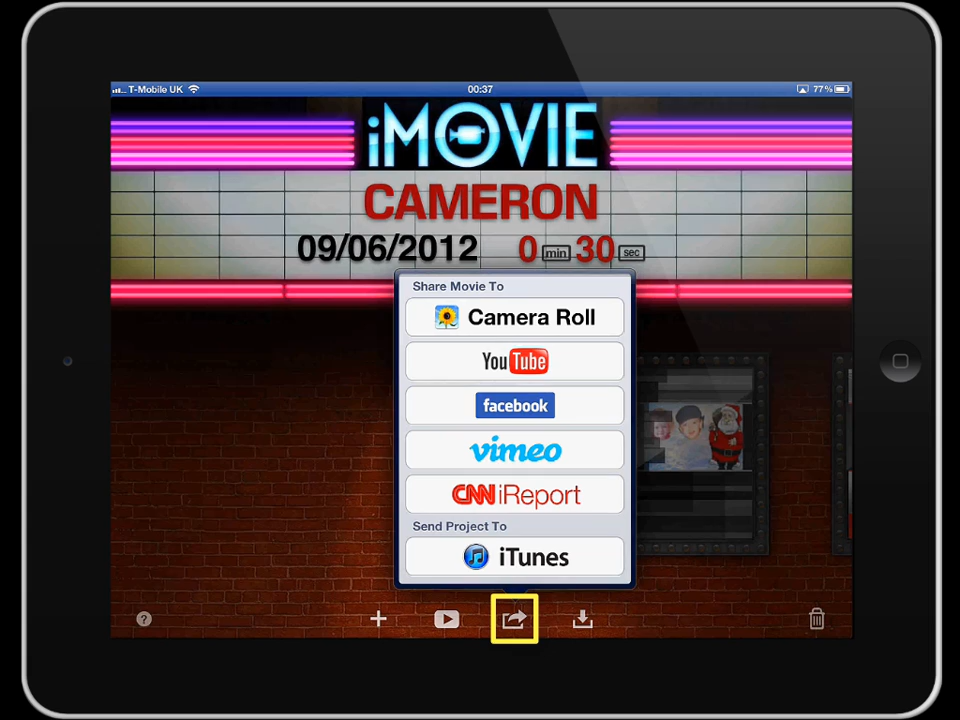 T-Mobile UK 00:37 77%
iMOVIE
CAMERON
09/06/2012 0 min 30 sec
Share Movie To
Camera Roll
YouTube
facebook
vimeo
CNN iReport
Send Project To
iTunes
?